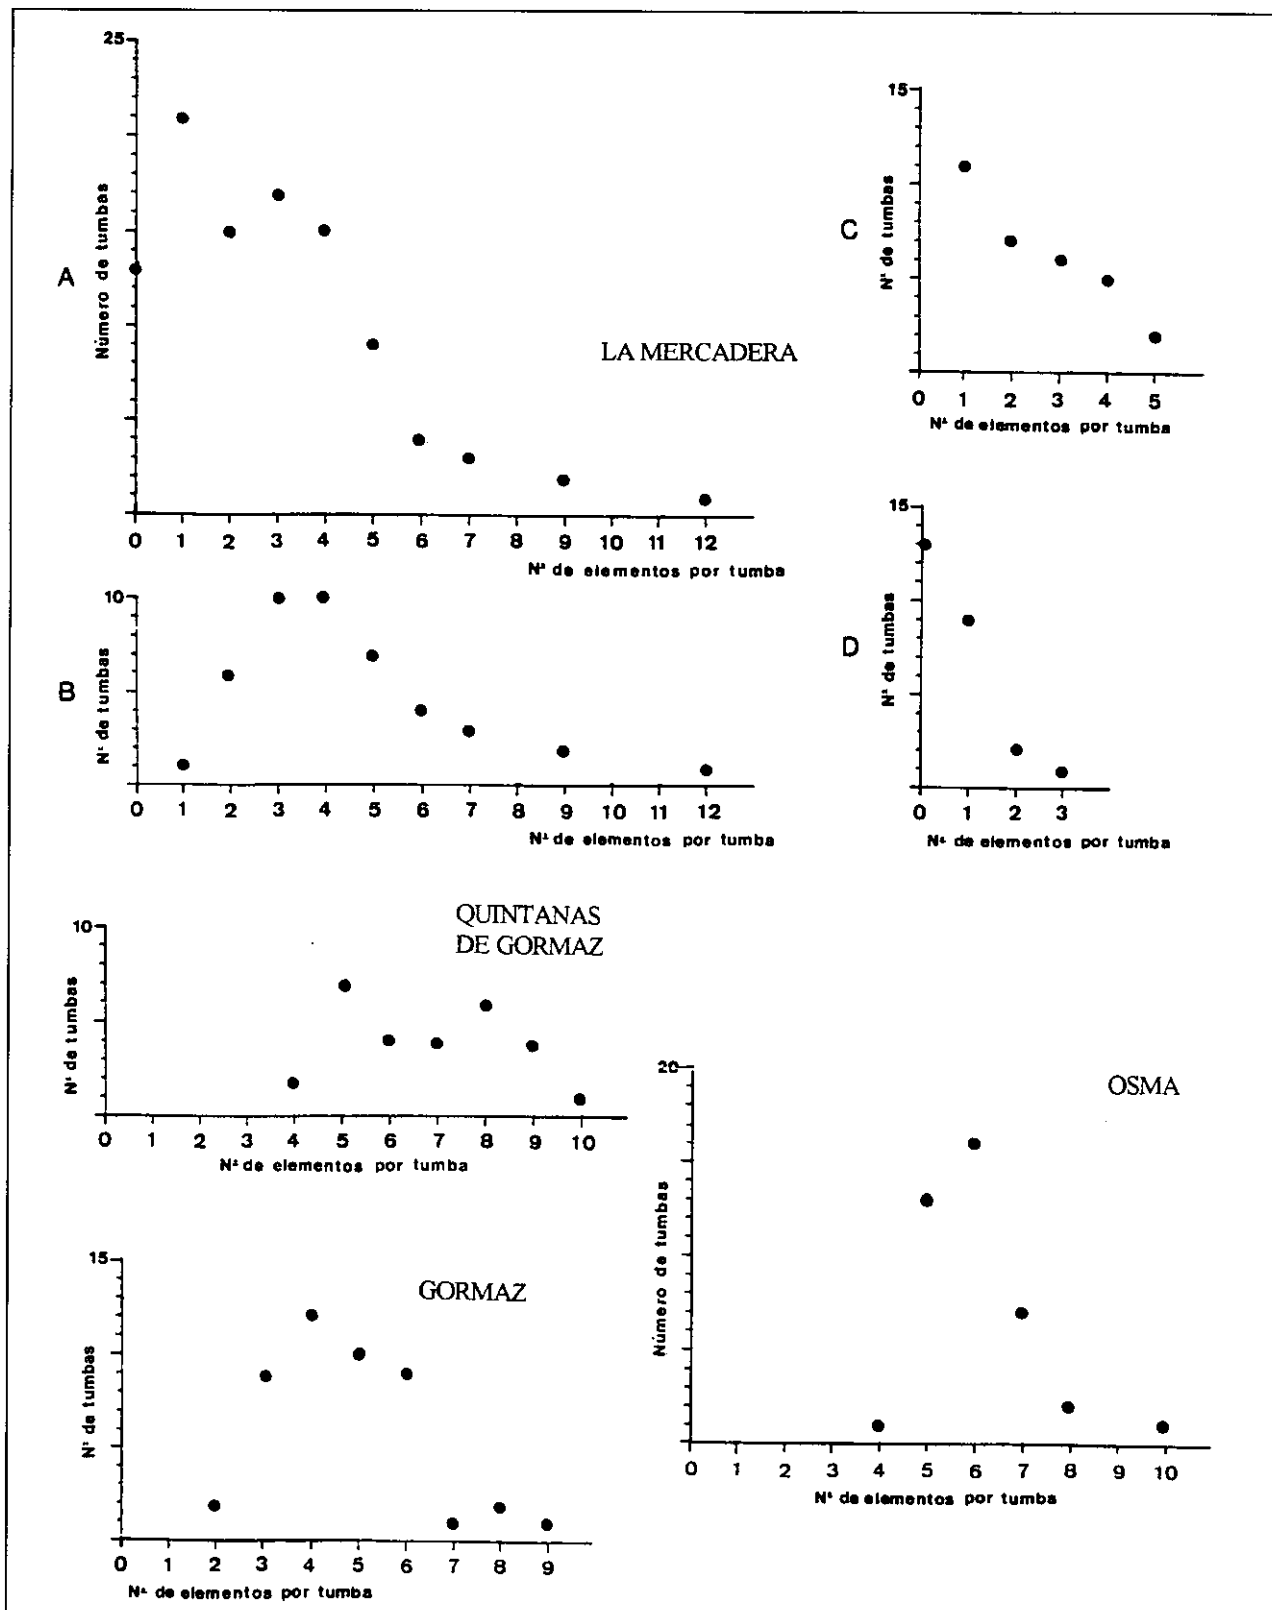 25
Número de tumbas
A
LA MERCADERA
0 1 2 3 4 5 6 7 8 9 10 11 12
Nº de elementos por tumba
15
Nº de tumbas
C
0 1 2 3 4 5
Nº de elementos por tumba
10
Nº de tumbas
B
0 1 2 3 4 5 6 7 8 9 10 11 12
Nº de elementos por tumba
15
Nº de tumbas
D
0 1 2 3
Nº de elementos por tumba
QUINTANAS
DE GORMAZ
10
Nº de tumbas
0 1 2 3 4 5 6 7 8 9 10
Nº de elementos por tumba
OSMA
20
Número de tumbas
0 1 2 3 4 5 6 7 8 9 10
Nº de elementos por tumba
GORMAZ
15
Nº de tumbas
0 1 2 3 4 5 6 7 8 9
Nº de elementos por tumba